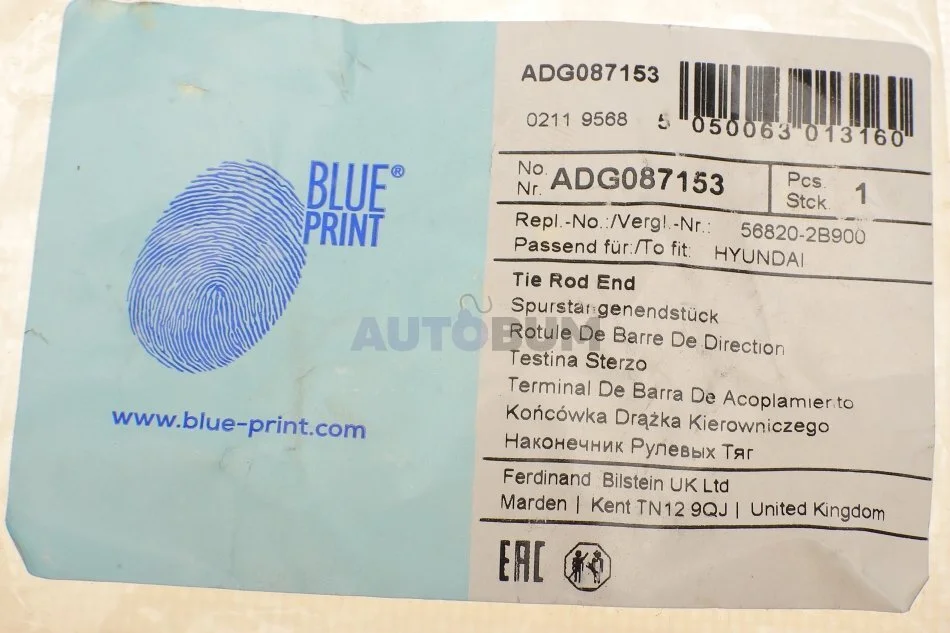 BLUE®
PRINT
www.blue-print.com
ADG087153
0211 9568
5 050063 013160
No.
Nr. ADG087153
Pcs.
Stck. 1
Repl.-No.:/Vergl.-Nr.: 56820-2B900
Passend für:/To fit: HYUNDAI
Tie Rod End
Spurstangenendstück
Rotule De Barre De Direction
Testina Sterzo
Terminal De Barra De Acoplamiento
Końcówka Drążka Kierowniczego
Наконечник Рулевых Тяг
Ferdinand Bilstein UK Ltd
Marden | Kent TN12 9QJ | United Kingdom
EAC
AUTOBUM